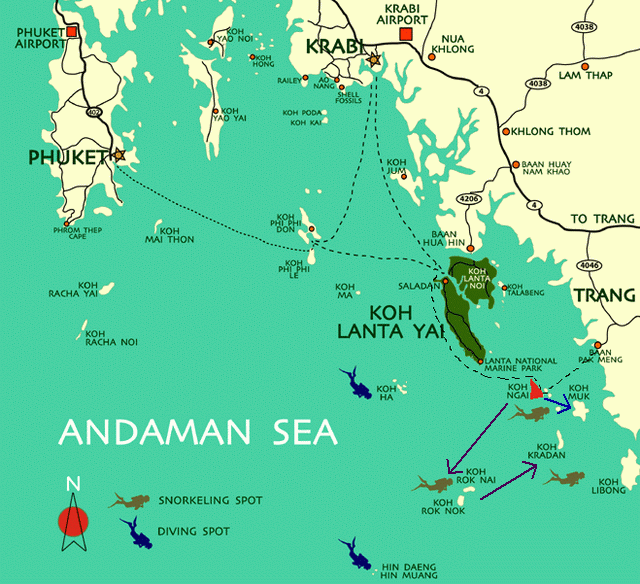 PHUKET
AIRPORT
KOH
YAO NOI
KOH
HONG
KRABI
AIRPORT
KRABI
NUA
KHLONG
4038
LAM THAP
4038
RAILEY
AO
NANG
SHELL
FOSSILS
4
402
KOH
YAO YAI
KOH PODA
KOH KAI
KHLONG THOM
PHUKET
KOH
JUM
BAAN HUAY
NAM KHAO
4206
4
TO TRANG
PHROM THEP
CAPE
KOH
MAI THON
KOH
PHI PHI
DON
KOH
PHI PHI
LE
BAAN
HUA HIN
4046
KOH
RACHA YAI
KOH
MA
SALADAN
KOH
LANTA
NOI
KOH
TALABENG
TRANG
KOH
RACHA NOI
KOH
LANTA YAI
BAAN
PAK MENG
LANTA NATIONAL
MARINE PARK
KOH
HA
KOH
NGAI
KOH
MUK
ANDAMAN SEA
KOH
KRADAN
KOH
ROK NAI
KOH
ROK NOK
KOH
LIBONG
N
SNORKELING SPOT
DIVING SPOT
HIN DAENG
HIN MUANG